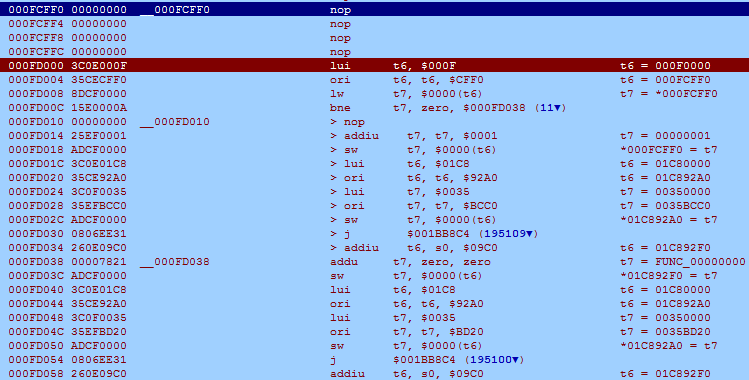 000FCFF0 00000000 __000FCFF0 nop
000FCFF4 00000000 nop
000FCFF8 00000000 nop
000FCFFC 00000000 nop
000FD000 3C0E000F lui t6, $000F t6 = 000F0000
000FD004 35CECFF0 ori t6, t6, $CFF0 t6 = 000FCFF0
000FD008 8DCF0000 lw t7, $0000(t6) t7 = *000FCFF0
000FD00C 15E0000A bne t7, zero, $000FD038 (11▼)
000FD010 00000000 __000FD010 > nop
000FD014 25EF0001 > addiu t7, t7, $0001 t7 = 00000001
000FD018 ADCF0000 > sw t7, $0000(t6) *000FCFF0 = t7
000FD01C 3C0E01C8 > lui t6, $01C8 t6 = 01C80000
000FD020 35CE92A0 > ori t6, t6, $92A0 t6 = 01C892A0
000FD024 3C0F0035 > lui t7, $0035 t7 = 00350000
000FD028 35EFBCC0 > ori t7, t7, $BCC0 t7 = 0035BCC0
000FD02C ADCF0000 > sw t7, $0000(t6) *01C892A0 = t7
000FD030 0806EE31 > j $001BB8C4 (195109▼)
000FD034 260E09C0 > addiu t6, s0, $09C0 t6 = 01C892F0
000FD038 00007821 __000FD038 addu t7, zero, zero t7 = FUNC_00000000
000FD03C ADCF0000 sw t7, $0000(t6) *01C892F0 = t7
000FD040 3C0E01C8 lui t6, $01C8 t6 = 01C80000
000FD044 35CE92A0 ori t6, t6, $92A0 t6 = 01C892A0
000FD048 3C0F0035 lui t7, $0035 t7 = 00350000
000FD04C 35EFBD20 ori t7, t7, $BD20 t7 = 0035BD20
000FD050 ADCF0000 sw t7, $0000(t6) *01C892A0 = t7
000FD054 0806EE31 j $001BB8C4 (195100▼)
000FD058 260E09C0 addiu t6, s0, $09C0 t6 = 01C892F0